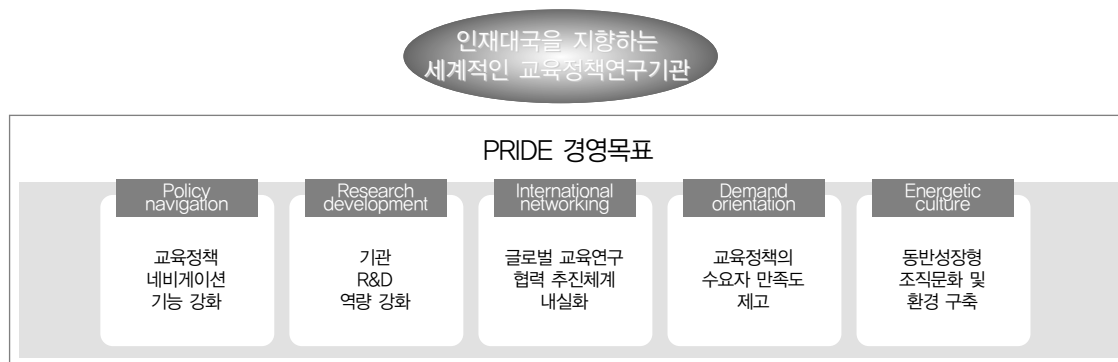 인재대국을 지향하는
세계적인 교육정책연구기관
PRIDE 경영목표
Policy
navigation
교육정책
네비게이션
기능 강화
Research
development
기관
R&D
역량 강화
International
networking
글로벌 교육연구
협력 추진체계
내실화
Demand
orientation
교육정책의
수요자 만족도
제고
Energetic
culture
동반성장형
조직문화 및
환경 구축